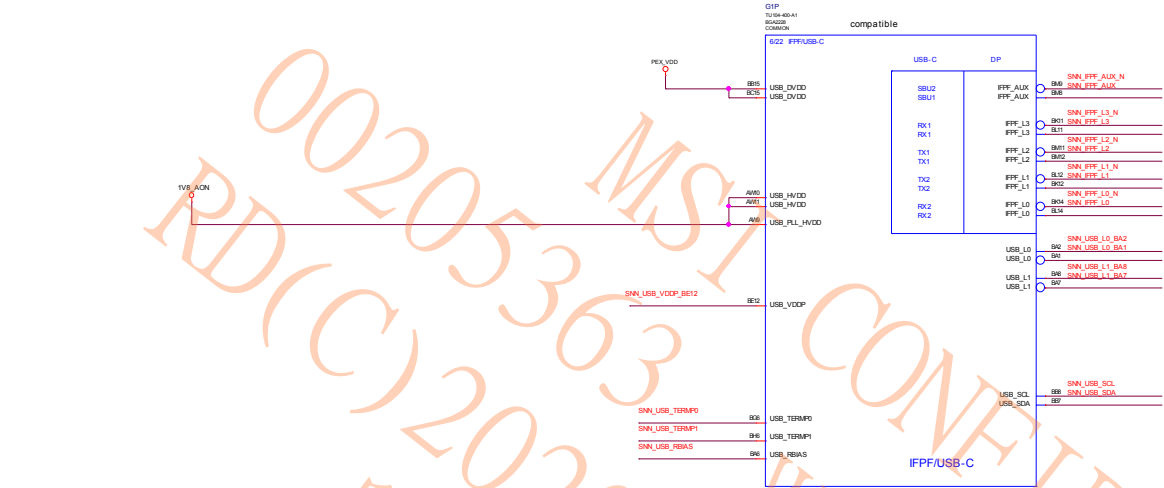 G1P
TU104-400-A1
BGA2228
COMMON
compatible
6/22 IFPF/USB-C
USB-C DP
PEX_VDD
BB15 USB_DVDD
BC15 USB_DVDD
SBU2 IFPF_AUX BM9 SNN_IFPF_AUX_N
SBU1 IFPF_AUX BM8 SNN_IFPF_AUX
RX1 IFPF_L3 BK11 SNN_IFPF_L3_N
RX1 IFPF_L3 BL11 SNN_IFPF_L3
TX1 IFPF_L2 BM11 SNN_IFPF_L2_N
TX1 IFPF_L2 BM12 SNN_IFPF_L2
TX2 IFPF_L1 BL12 SNN_IFPF_L1_N
TX2 IFPF_L1 BK12 SNN_IFPF_L1
RX2 IFPF_L0 BK14 SNN_IFPF_L0_N
RX2 IFPF_L0 BL14 SNN_IFPF_L0
1V8_AON
AW10 USB_HVDD
AW11 USB_HVDD
AW9 USB_PLL_HVDD
USB_L0 BA2 SNN_USB_L0_BA2
USB_L0 BA1 SNN_USB_L0_BA1
USB_L1 BA8 SNN_USB_L1_BA8
USB_L1 BA7 SNN_USB_L1_BA7
SNN_USB_VDDP_BE12 BE12 USB_VDDP
USB_SCL BB8 SNN_USB_SCL
USB_SDA BB7 SNN_USB_SDA
SNN_USB_TERMP0 BG8 USB_TERMP0
SNN_USB_TERMP1 BH6 USB_TERMP1
SNN_USB_RBIAS BA6 USB_RBIAS
IFPF/USB-C
00205363
MSI
RD(C)202